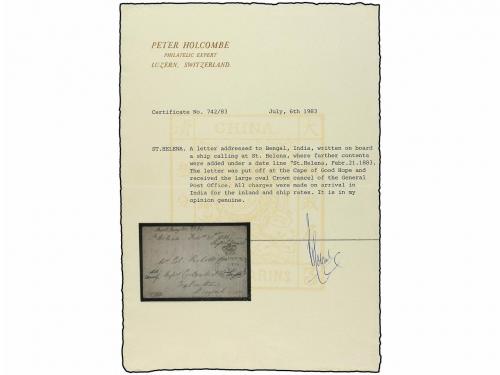 PETER HOLCOMBE
PHILATELIC EXPERT
LUZERN, SWITZERLAND.
Certificate No. 742/83 July, 6th 1983
CHINA
ST.HELENA. A letter addressed to Bengal, India, written on board
a ship calling at St. Helena, where farther contents
were added under a date line "St.Helena, Febr.21.1883.
The letter was put off at the Cape of Good Hope and
received the large oval Crown cancel of the General
Post Office. All charges were made on arrival in
India for the inland and ship rates. It is in my
opinion genuine.